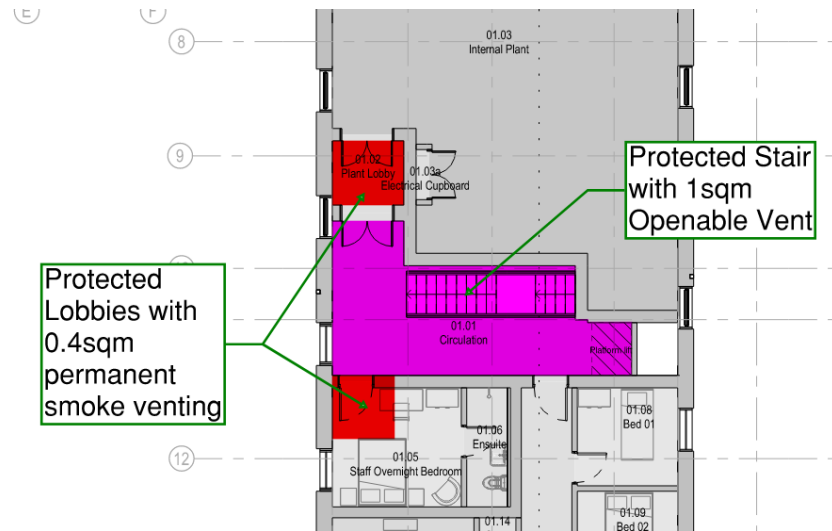 E
F
8
01.03
Internal Plant
9
01.02
Plant Lobby
01.03a
Electrical Cupboard
Protected Stair
with 1sqm
Openable Vent
Protected
Lobbies with
0.4sqm
permanent
smoke venting
01.01
Circulation
Platform lift
01.08
Bed 01
01.06
Ensuite
01.05
Staff Overnight Bedroom
12
01.09
Bed 02
01.14